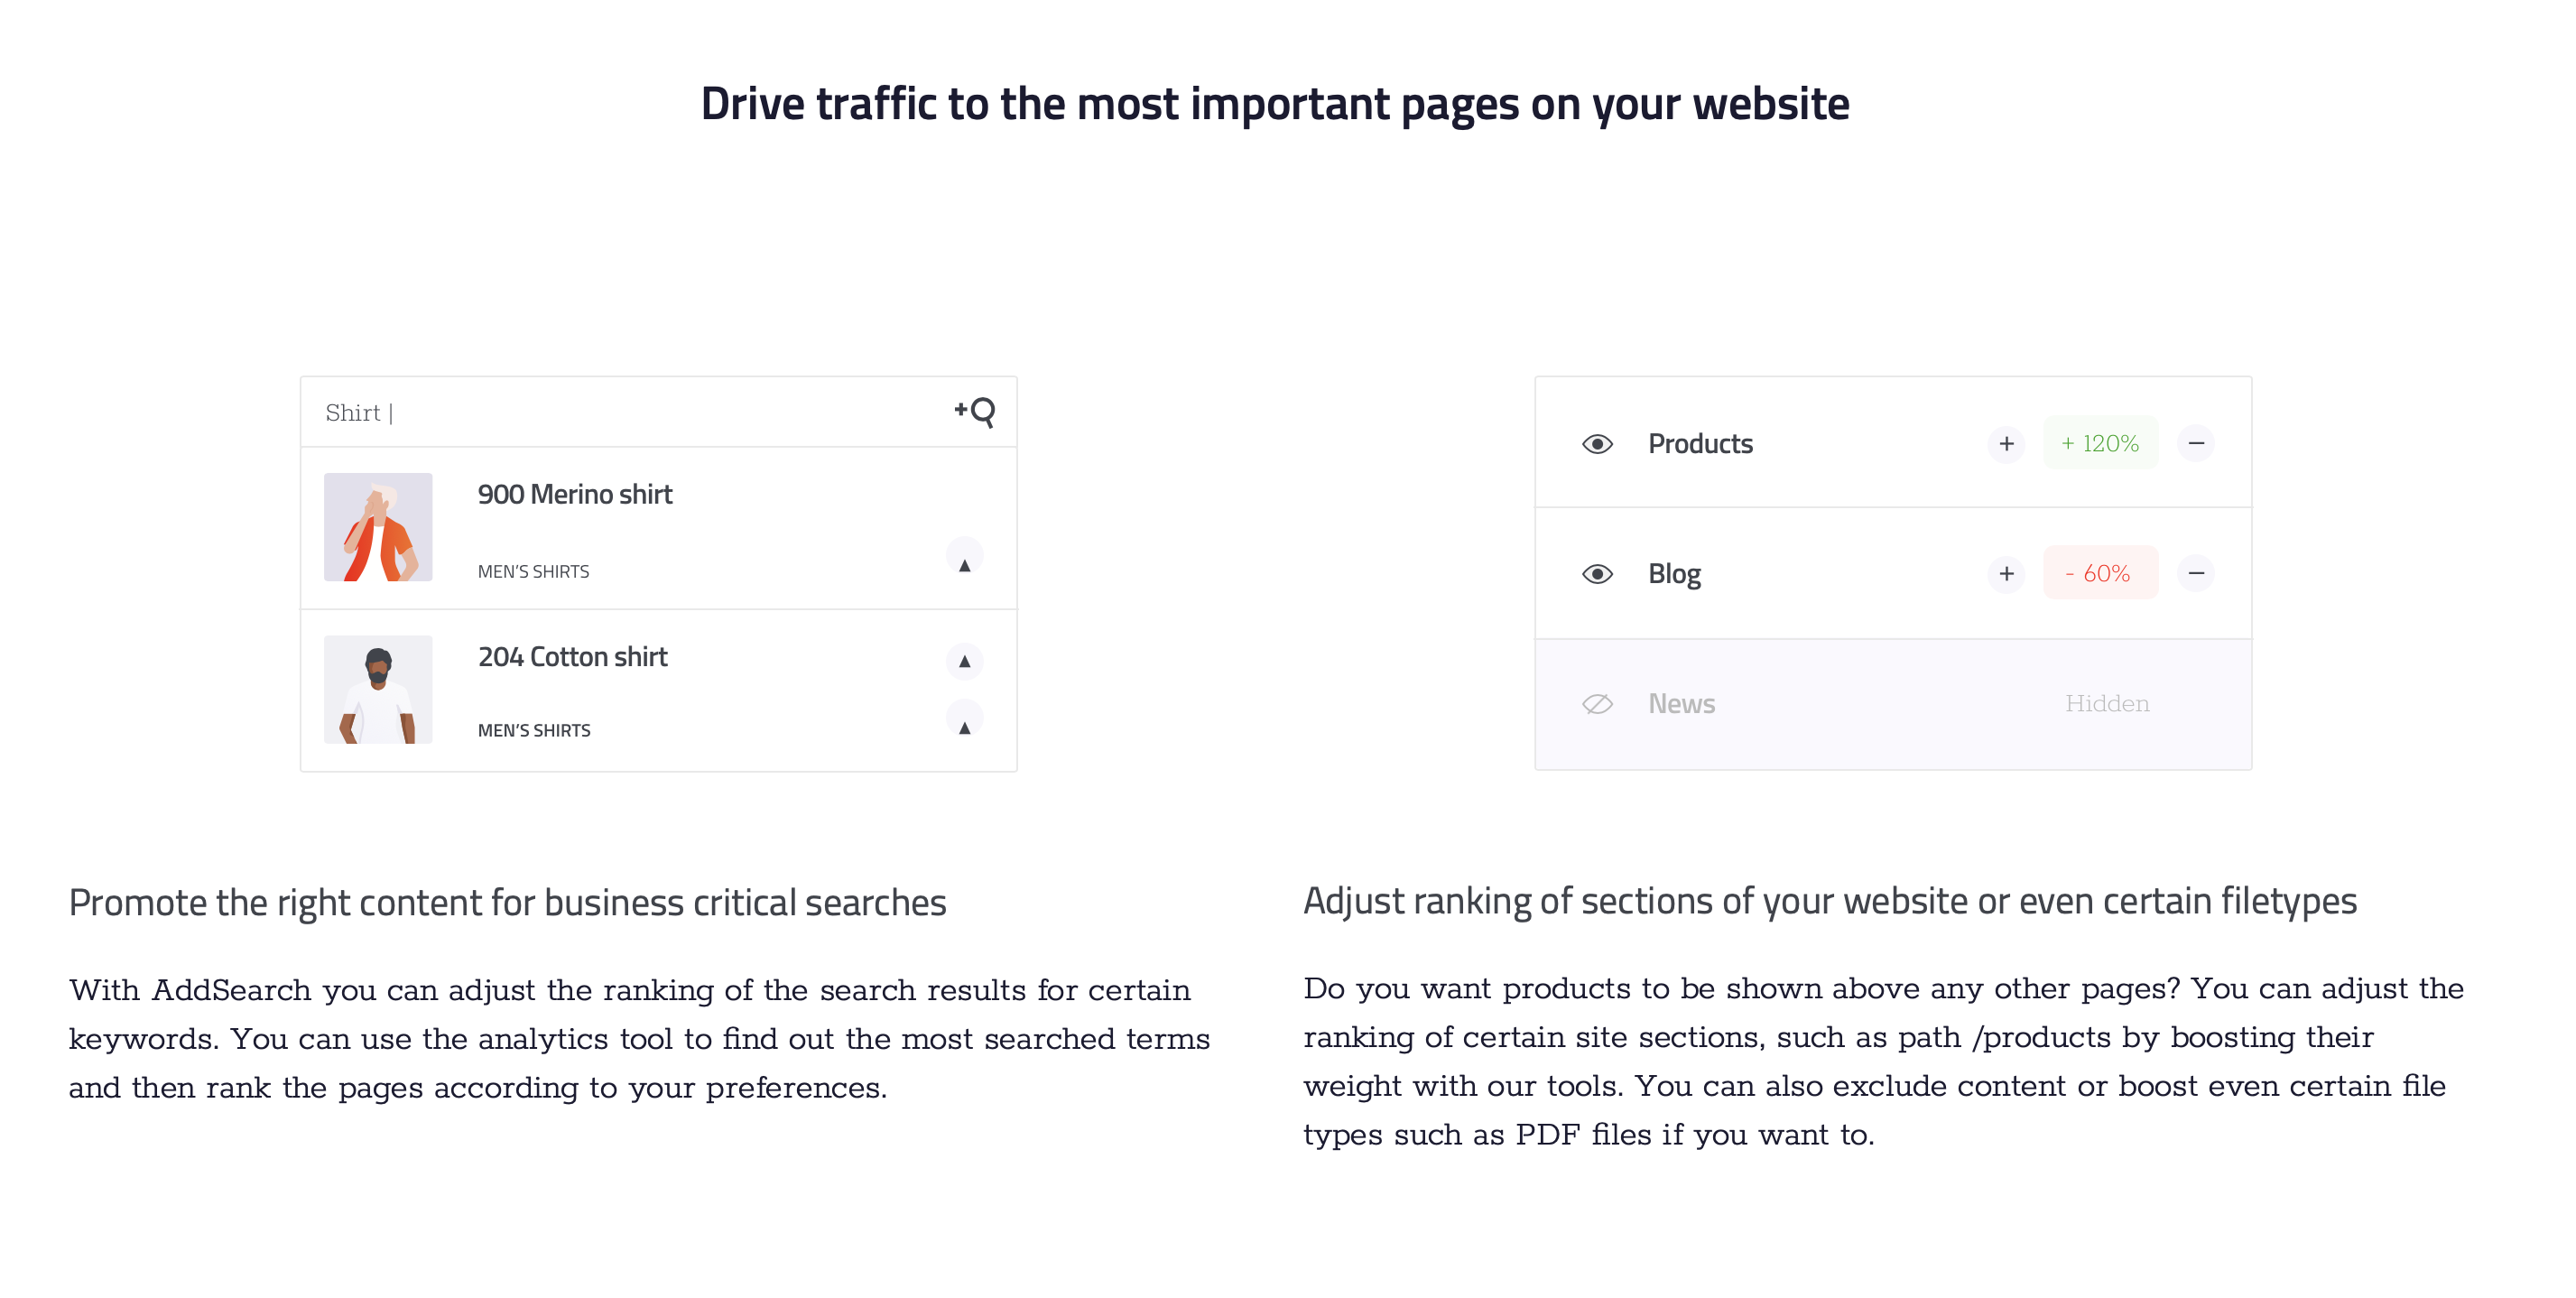 Drive traffic to the most important pages on your website
Shirt |
900 Merino shirt
MEN'S SHIRTS
204 Cotton shirt
MEN'S SHIRTS
Products
+ 120%
Blog
- 60%
News
Hidden
Promote the right content for business critical searches
With AddSearch you can adjust the ranking of the search results for certain
keywords. You can use the analytics tool to find out the most searched terms
and then rank the pages according to your preferences.
Adjust ranking of sections of your website or even certain filetypes
Do you want products to be shown above any other pages? You can adjust the
ranking of certain site sections, such as path /products by boosting their
weight with our tools. You can also exclude content or boost even certain file
types such as PDF files if you want to.